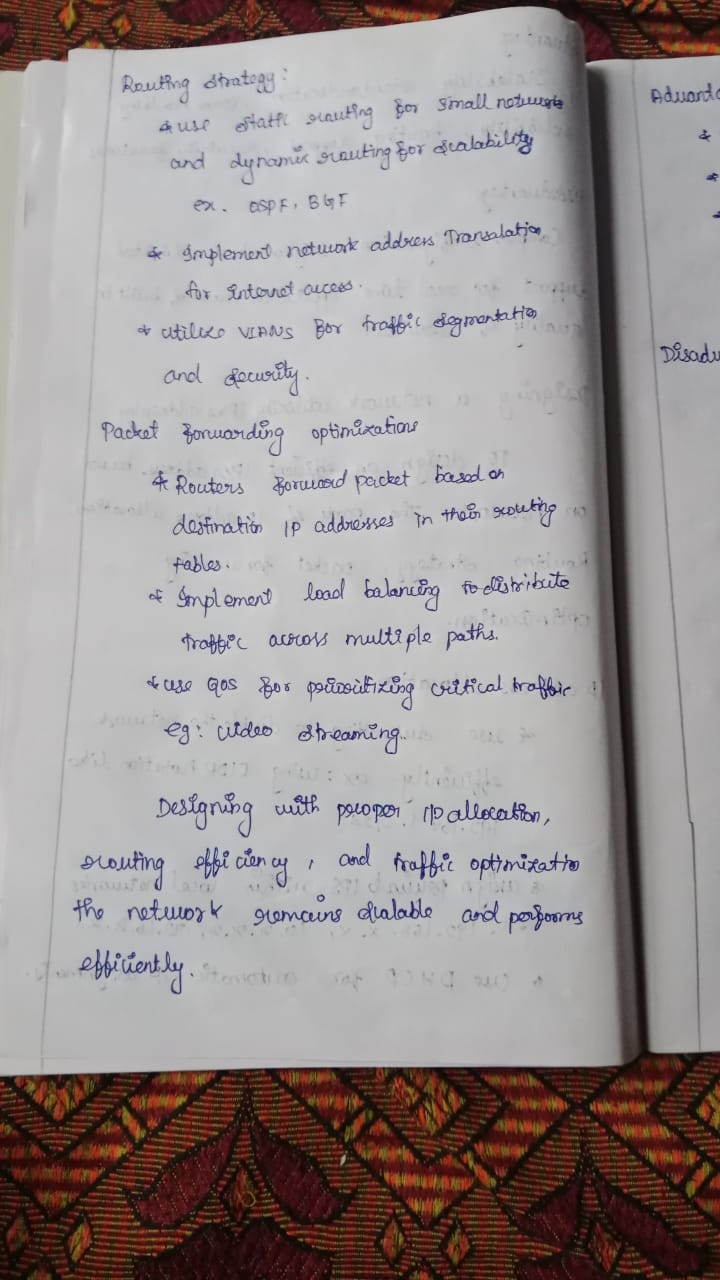 Routing strategy:
* use static routing for small network
and dynamic routing for scalability
ex. OSPF, BGF
* Implement network address Transalation
for internet access.
* utilize VlANS for traffic segmentation
and security.
Packet forwarding optimization
* Routers forword packet based on
destination IP addresses in their routing
tables.
* Implement load balancing to distribute
traffic across multiple paths.
* use QOS for prioritizing critical traffic
eg: video streaming.
Designing with proper IP allocation,
routing efficiency, and traffic optimization
the network remains scalable and performs
efficiently.
Advanta
*
*
*
Disadv